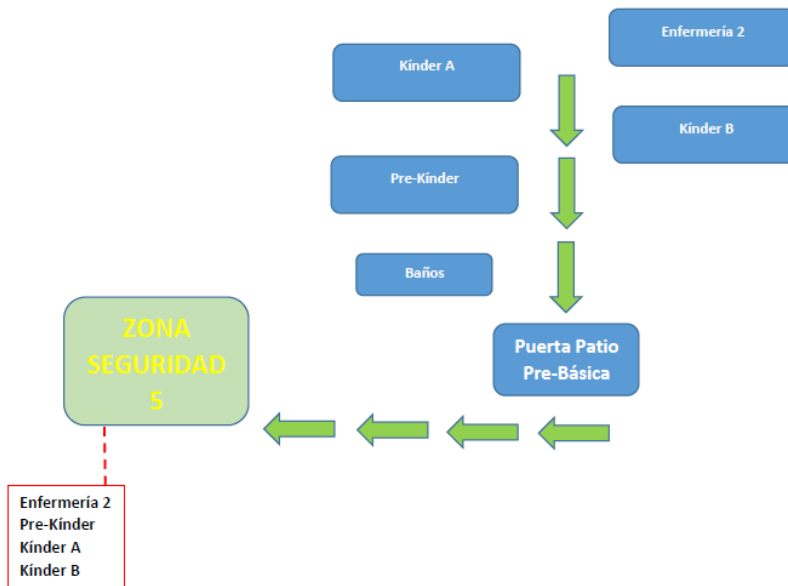 Enfermería 2
Kínder A
Kínder B
Pre-Kínder
Baños
Puerta Patio
Pre-Básica
ZONA
SEGURIDAD
5
Enfermería 2
Pre-Kínder
Kínder A
Kínder B